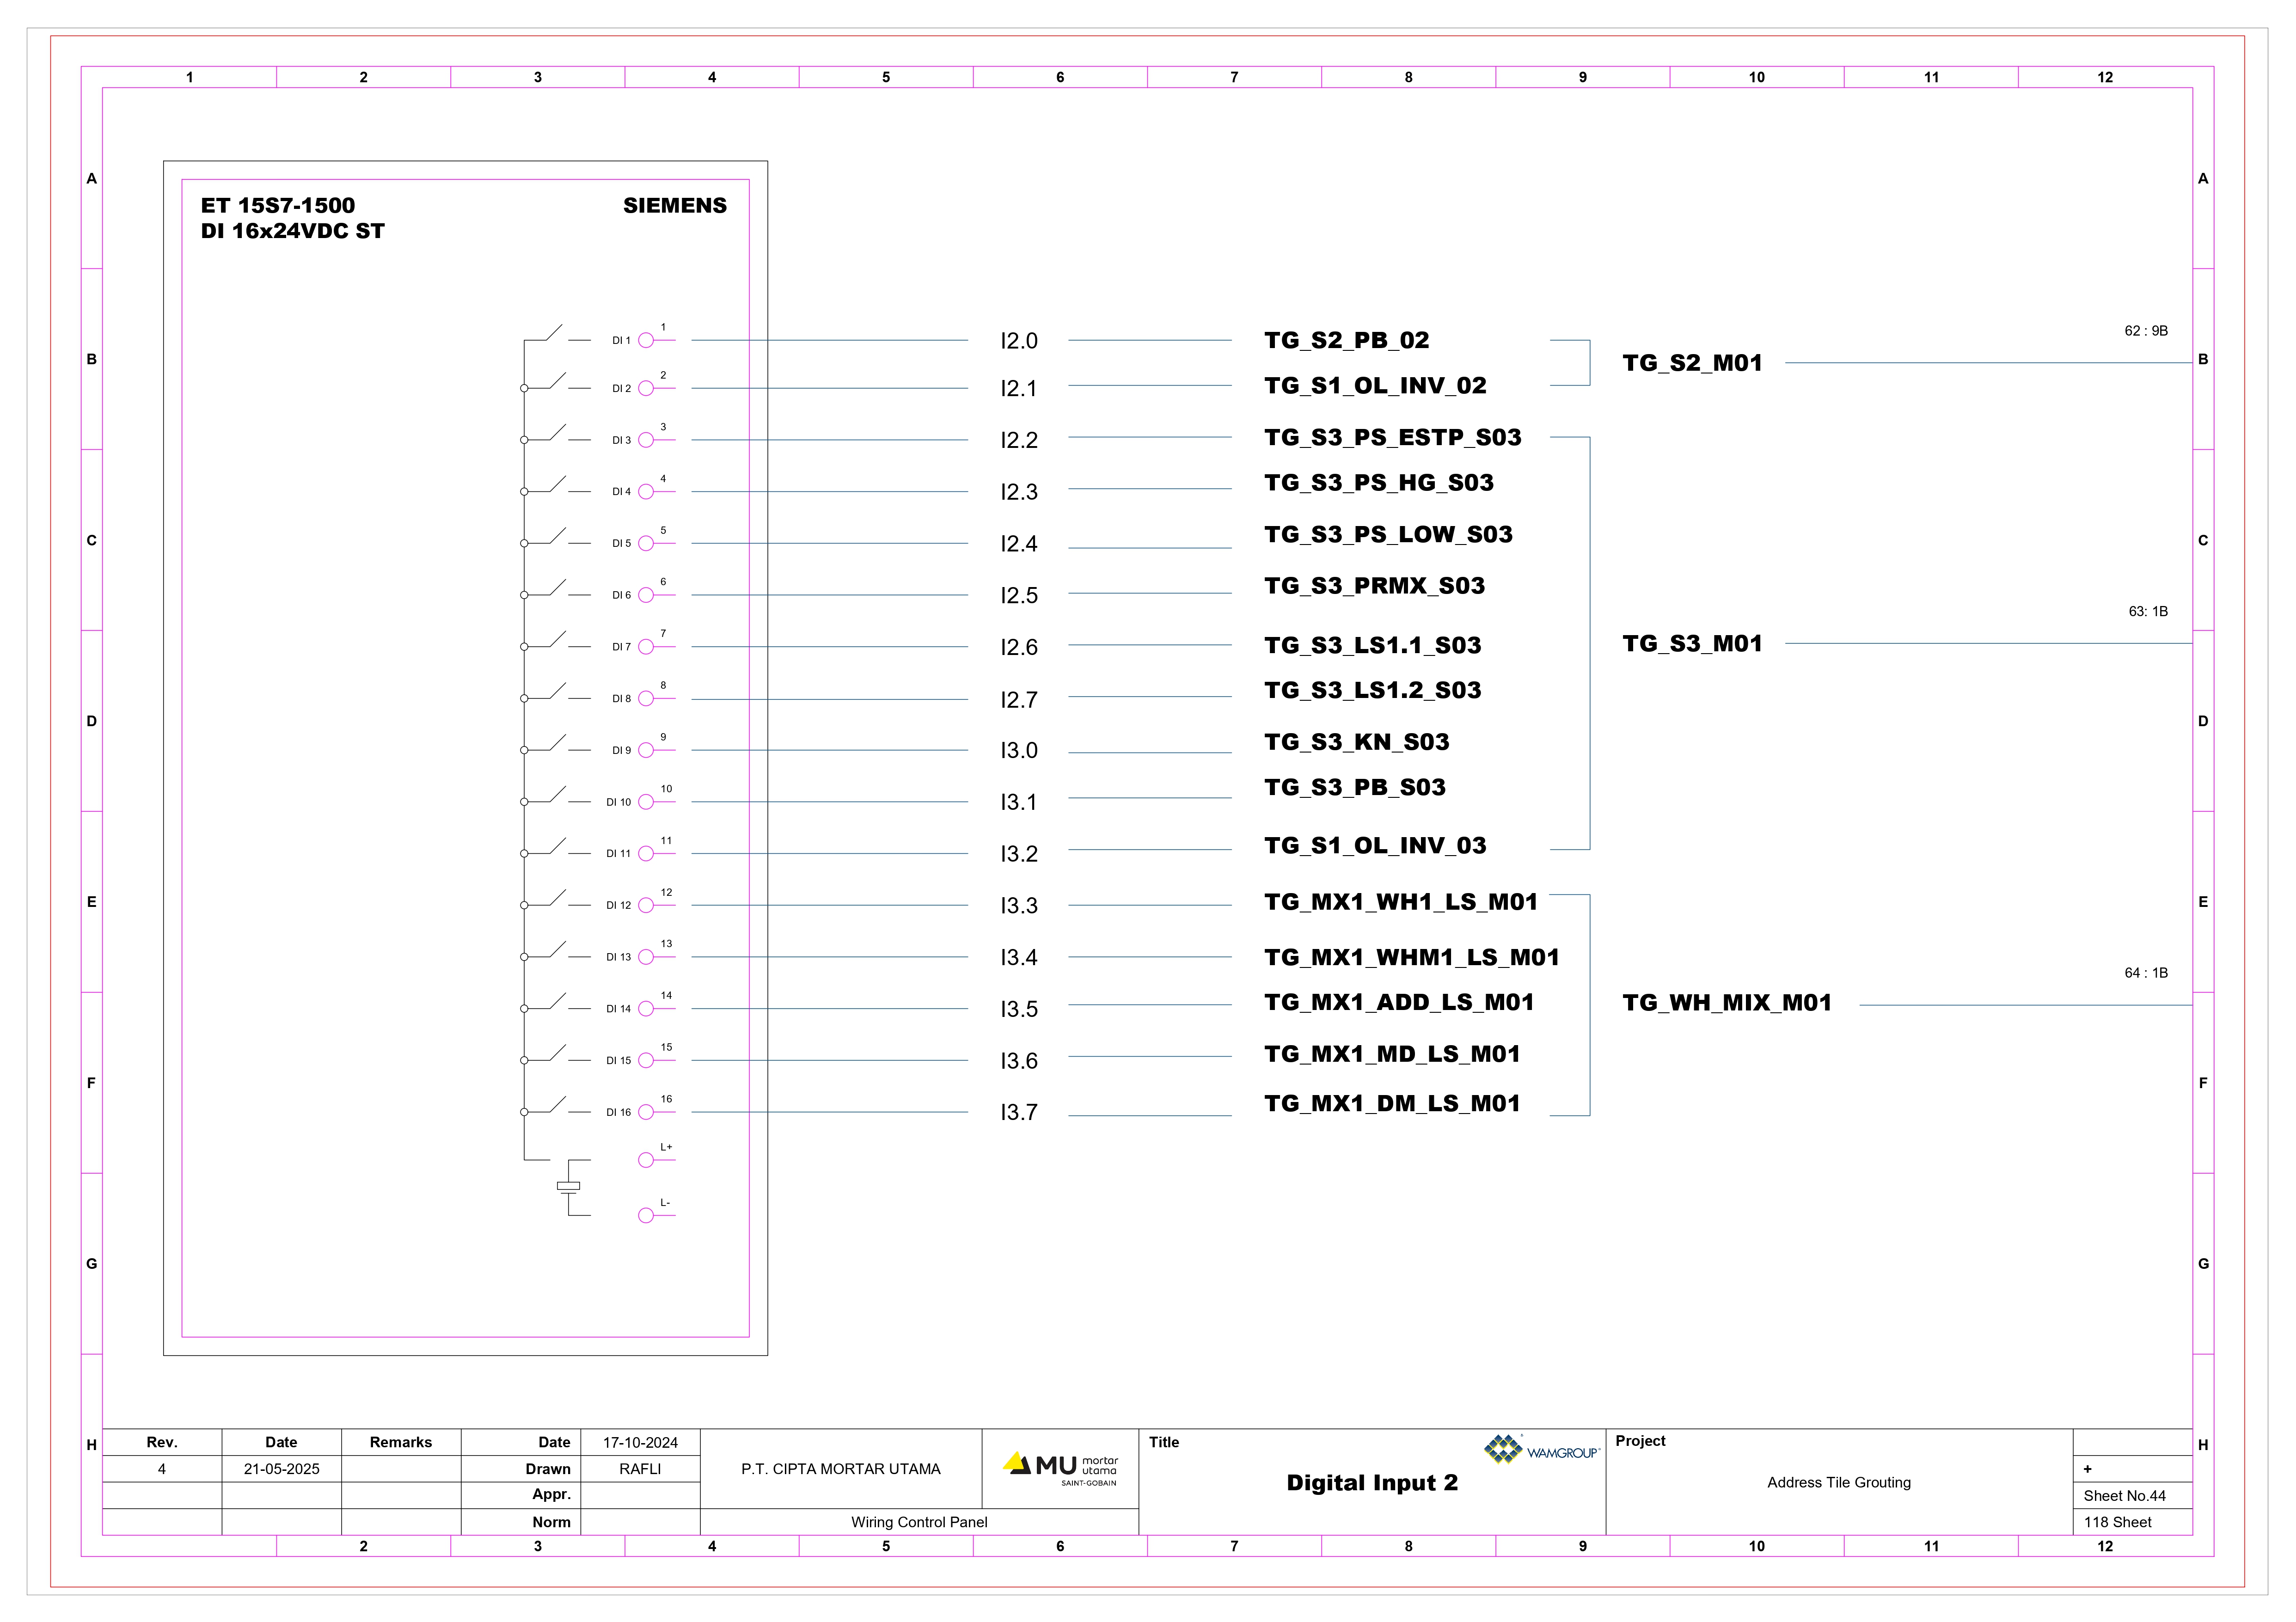 1 2 3 4 5 6 7 8 9 10 11 12
A A
ET 15S7-1500 SIEMENS
DI 16x24VDC ST
62 : 9B
DI 1 1 I2.0 TG_S2_PB_02
B TG_S2_M01 B
DI 2 2 I2.1 TG_S1_OL_INV_02
DI 3 3 I2.2 TG_S3_PS_ESTP_S03
DI 4 4 I2.3 TG_S3_PS_HG_S03
C C
DI 5 5 I2.4 TG_S3_PS_LOW_S03
DI 6 6 I2.5 TG_S3_PRMX_S03
63: 1B
DI 7 7 I2.6 TG_S3_LS1.1_S03 TG_S3_M01
DI 8 8 I2.7 TG_S3_LS1.2_S03
D D
DI 9 9 I3.0 TG_S3_KN_S03
DI 10 10 I3.1 TG_S3_PB_S03
DI 11 11 I3.2 TG_S1_OL_INV_03
E DI 12 12 I3.3 TG_MX1_WH1_LS_M01 E
DI 13 13 I3.4 TG_MX1_WHM1_LS_M01
64 : 1B
DI 14 14 I3.5 TG_MX1_ADD_LS_M01 TG_WH_MIX_M01
DI 15 15 I3.6 TG_MX1_MD_LS_M01
F F
DI 16 16 I3.7 TG_MX1_DM_LS_M01
L+
L-
G G
H H
Rev. Date Remarks Date 17-10-2024
4 21-05-2025 Drawn RAFLI
Appr.
Norm
P.T. CIPTA MORTAR UTAMA
MU mortar
utama
SAINT-GOBAIN
Wiring Control Panel
Title
WAMGROUP
Digital Input 2
Project
Address Tile Grouting
+
Sheet No.44
118 Sheet
2 3 4 5 6 7 8 9 10 11 12